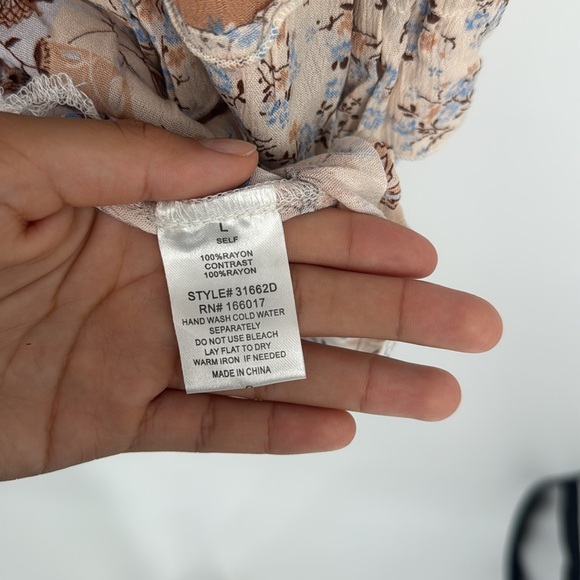 L
SELF
100%RAYON
CONTRAST
100%RAYON
STYLE# 31662D
RN# 166017
HAND WASH COLD WATER
SEPARATELY
DO NOT USE BLEACH
LAY FLAT TO DRY
WARM IRON IF NEEDED
MADE IN CHINA